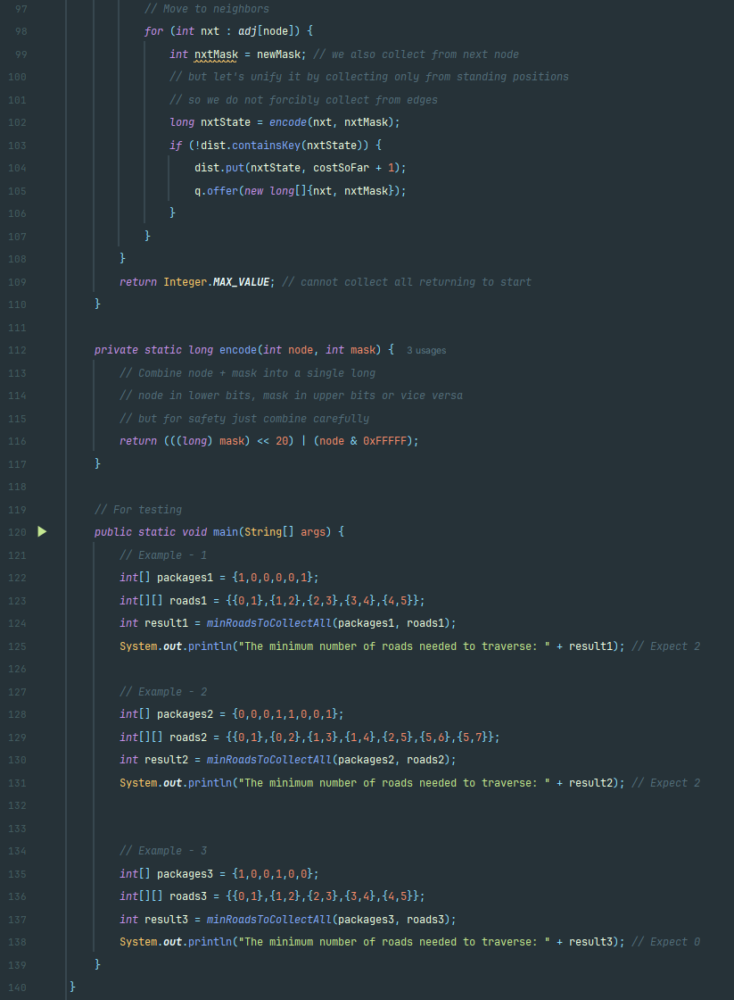 97 // Move to neighbors
98 for (int nxt : adj[node]) {
99 int nxtMask = newMask; // we also collect from next node
100 // but let's unify it by collecting only from standing positions
101 // so we do not forcibly collect from edges
102 long nxtState = encode(nxt, nxtMask);
103 if (!dist.containsKey(nxtState)) {
104 dist.put(nxtState, costSoFar + 1);
105 q.offer(new long[]{nxt, nxtMask});
106 }
107 }
108 }
109 return Integer.MAX_VALUE; // cannot collect all returning to start
110 }
111
112 private static long encode(int node, int mask) { 3 usages
113 // Combine node + mask into a single long
114 // node in lower bits, mask in upper bits or vice versa
115 // but for safety just combine carefully
116 return (((long) mask) << 20) | (node & 0xFFFFF);
117 }
118
119 // For testing
120 public static void main(String[] args) {
121 // Example - 1
122 int[] packages1 = {1,0,0,0,0,1};
123 int[][] roads1 = {{0,1},{1,2},{2,3},{3,4},{4,5}};
124 int result1 = minRoadsToCollectAll(packages1, roads1);
125 System.out.println("The minimum number of roads needed to traverse: " + result1); // Expect 2
126
127 // Example - 2
128 int[] packages2 = {0,0,0,1,1,0,0,1};
129 int[][] roads2 = {{0,1},{0,2},{1,3},{1,4},{2,5},{5,6},{5,7}};
130 int result2 = minRoadsToCollectAll(packages2, roads2);
131 System.out.println("The minimum number of roads needed to traverse: " + result2); // Expect 2
132
133
134 // Example - 3
135 int[] packages3 = {1,0,0,1,0,0};
136 int[][] roads3 = {{0,1},{1,2},{2,3},{3,4},{4,5}};
137 int result3 = minRoadsToCollectAll(packages3, roads3);
138 System.out.println("The minimum number of roads needed to traverse: " + result3); // Expect 0
139 }
140 }